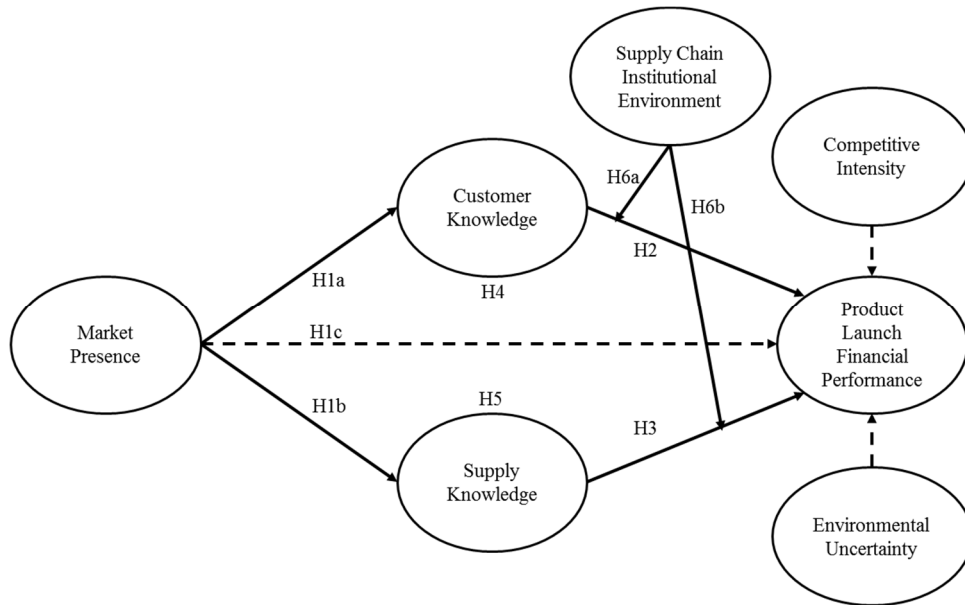 Supply Chain
Institutional
Environment
Competitive
Intensity
H6a
Customer
Knowledge
H6b
H2
H1a
H4
Market
Presence
H1c
Product
Launch
Financial
Performance
H1b
H5
H3
Supply
Knowledge
Environmental
Uncertainty